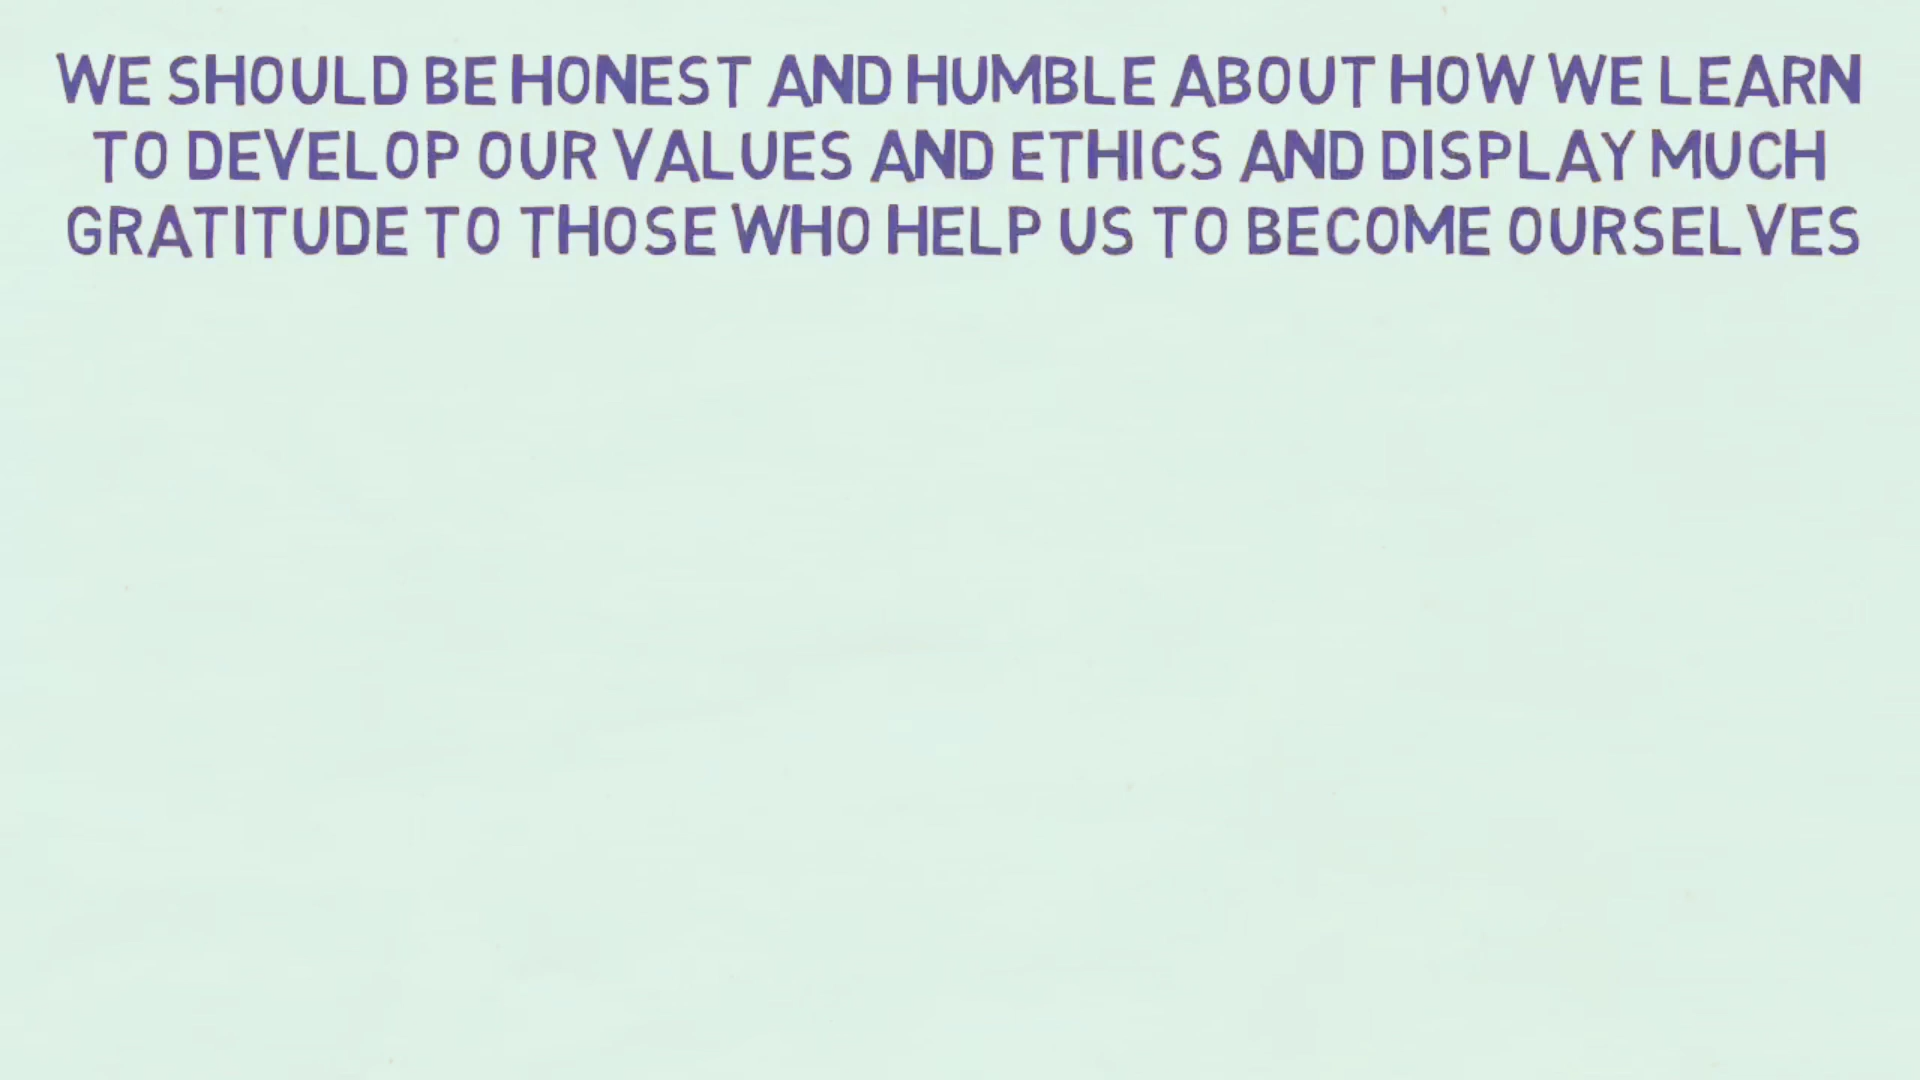 WE SHOULD BE HONEST AND HUMBLE ABOUT HOW WE LEARN
TO DEVELOP OUR VALUES AND ETHICS AND DISPLAY MUCH
GRATITUDE TO THOSE WHO HELP US TO BECOME OURSELVES